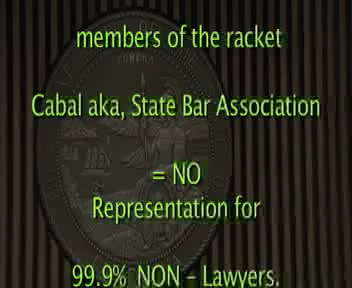 members of the racket
Cabal aka, State Bar Association
= NO
Representation for
99.9% NON - Lawyers.